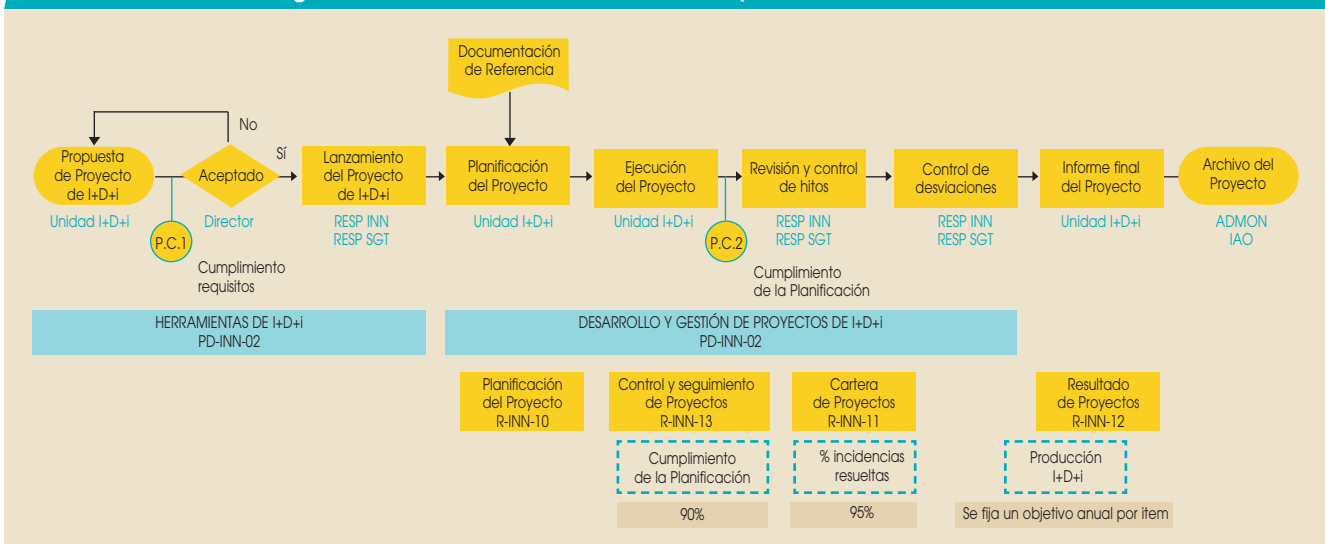 Documentación
de Referencia
No
Sí
Propuesta
de Proyecto
de I+D+i
Aceptado
Lanzamiento
del Proyecto
de I+D+i
Planificación
del Proyecto
Ejecución
del Proyecto
Revisión y control
de hitos
Control de
desviaciones
Informe final
del Proyecto
Archivo del
Proyecto
Unidad I+D+i
Director
RESP INN
RESP SGT
Unidad I+D+i
Unidad I+D+i
RESP INN
RESP SGT
RESP INN
RESP SGT
Unidad I+D+i
ADMON
IAO
P.C.1
P.C.2
Cumplimiento
requisitos
Cumplimiento
de la Planificación
HERRAMIENTAS DE I+D+i
PD-INN-02
DESARROLLO Y GESTIÓN DE PROYECTOS DE I+D+i
PD-INN-02
Planificación
del Proyecto
R-INN-10
Control y seguimiento
de Proyectos
R-INN-13
Cartera
de Proyectos
R-INN-11
Resultado
de Proyectos
R-INN-12
Cumplimiento
de la Planificación
% incidencias
resueltas
Producción
I+D+i
90%
95%
Se fija un objetivo anual por item